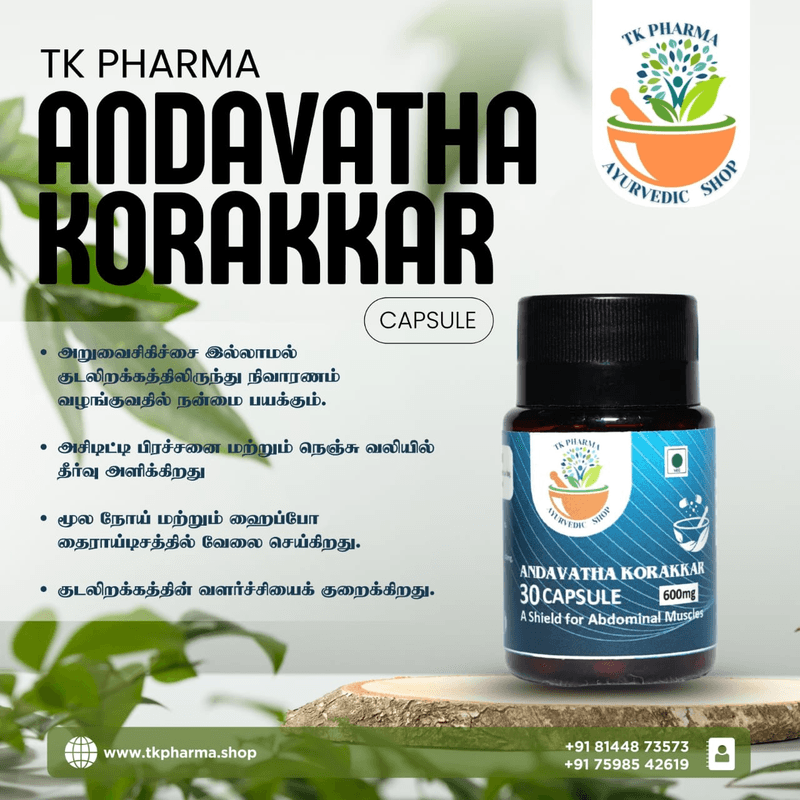 TK PHARMA
ANDAVATHA
KORAKKAR
CAPSULE
TK PHARMA
AYURVEDIC SHOP
• அறுவைசிகிச்சை இல்லாமல்
குடலிறக்கத்திலிருந்து நிவாரணம்
வழங்குவதில் நன்மை பயக்கும்.
• அசிடிட்டி பிரச்சனை மற்றும் நெஞ்சு வலியில்
தீர்வு அளிக்கிறது
• மூல நோய் மற்றும் ஹைப்போ
தைராய்டிசத்தில் வேலை செய்கிறது.
• குடலிறக்கத்தின் வளர்ச்சியைக் குறைக்கிறது.
TK PHARMA
AYURVEDIC SHOP
ANDAVATHA KORAKKAR
30 CAPSULE 600mg
A Shield for Abdominal Muscles
www.tkpharma.shop
+91 81448 73573
+91 75985 42619